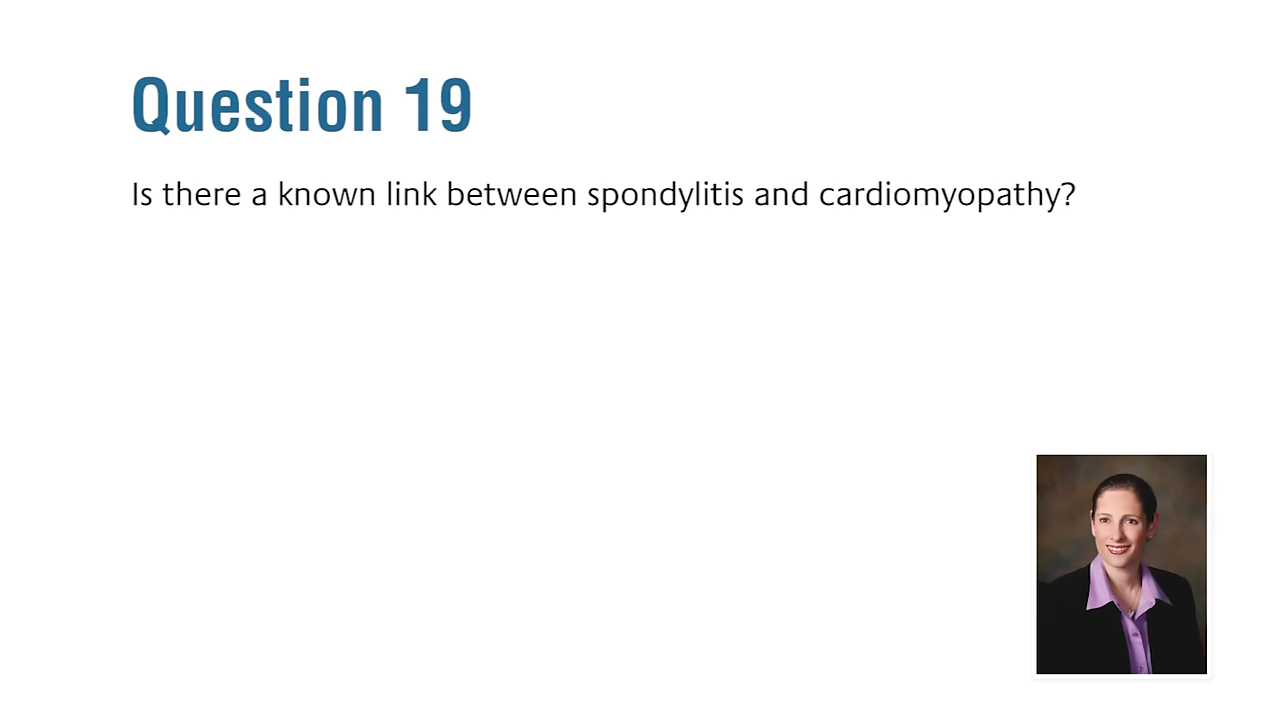 Question 19
Is there a known link between spondylitis and cardiomyopathy?